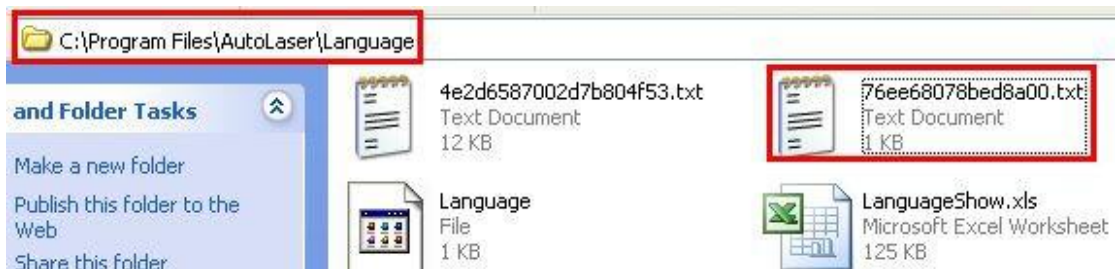 C:\Program Files\AutoLaser\Language
and Folder Tasks
Make a new folder
Publish this folder to the
Web
Share this folder
4e2d6587002d7b804f53.txt
Text Document
12 KB
76ee68078bed8a00.txt
Text Document
1 KB
Language
File
1 KB
LanguageShow.xls
Microsoft Excel Worksheet
125 KB